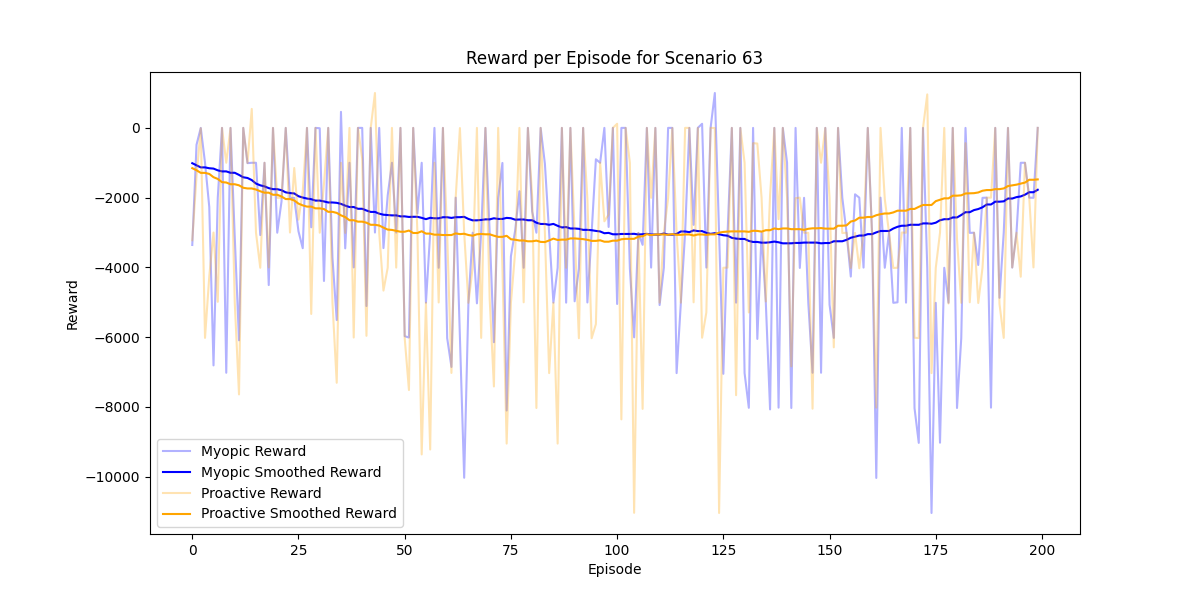 Reward per Episode for Scenario 63
Reward
0
−2000
−4000
−6000
−8000
−10000
Myopic Reward
Myopic Smoothed Reward
Proactive Reward
Proactive Smoothed Reward
0 25 50 75 100 125 150 175 200
Episode